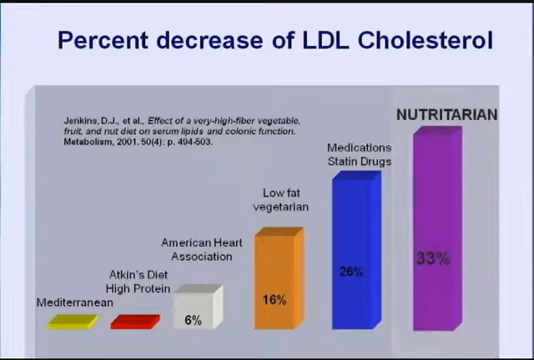 Percent decrease of LDL Cholesterol
Jenkins, D.J., et al., Effect of a very-high-fiber vegetable,
fruit, and nut diet on serum lipids and colonic function.
Metabolism, 2001. 50(4): p. 494-503.
NUTRITARIAN
Medications
Statin Drugs
Low fat
vegetarian
American Heart
Association
Atkin's Diet
High Protein
Mediterranean
6%
16%
26%
33%